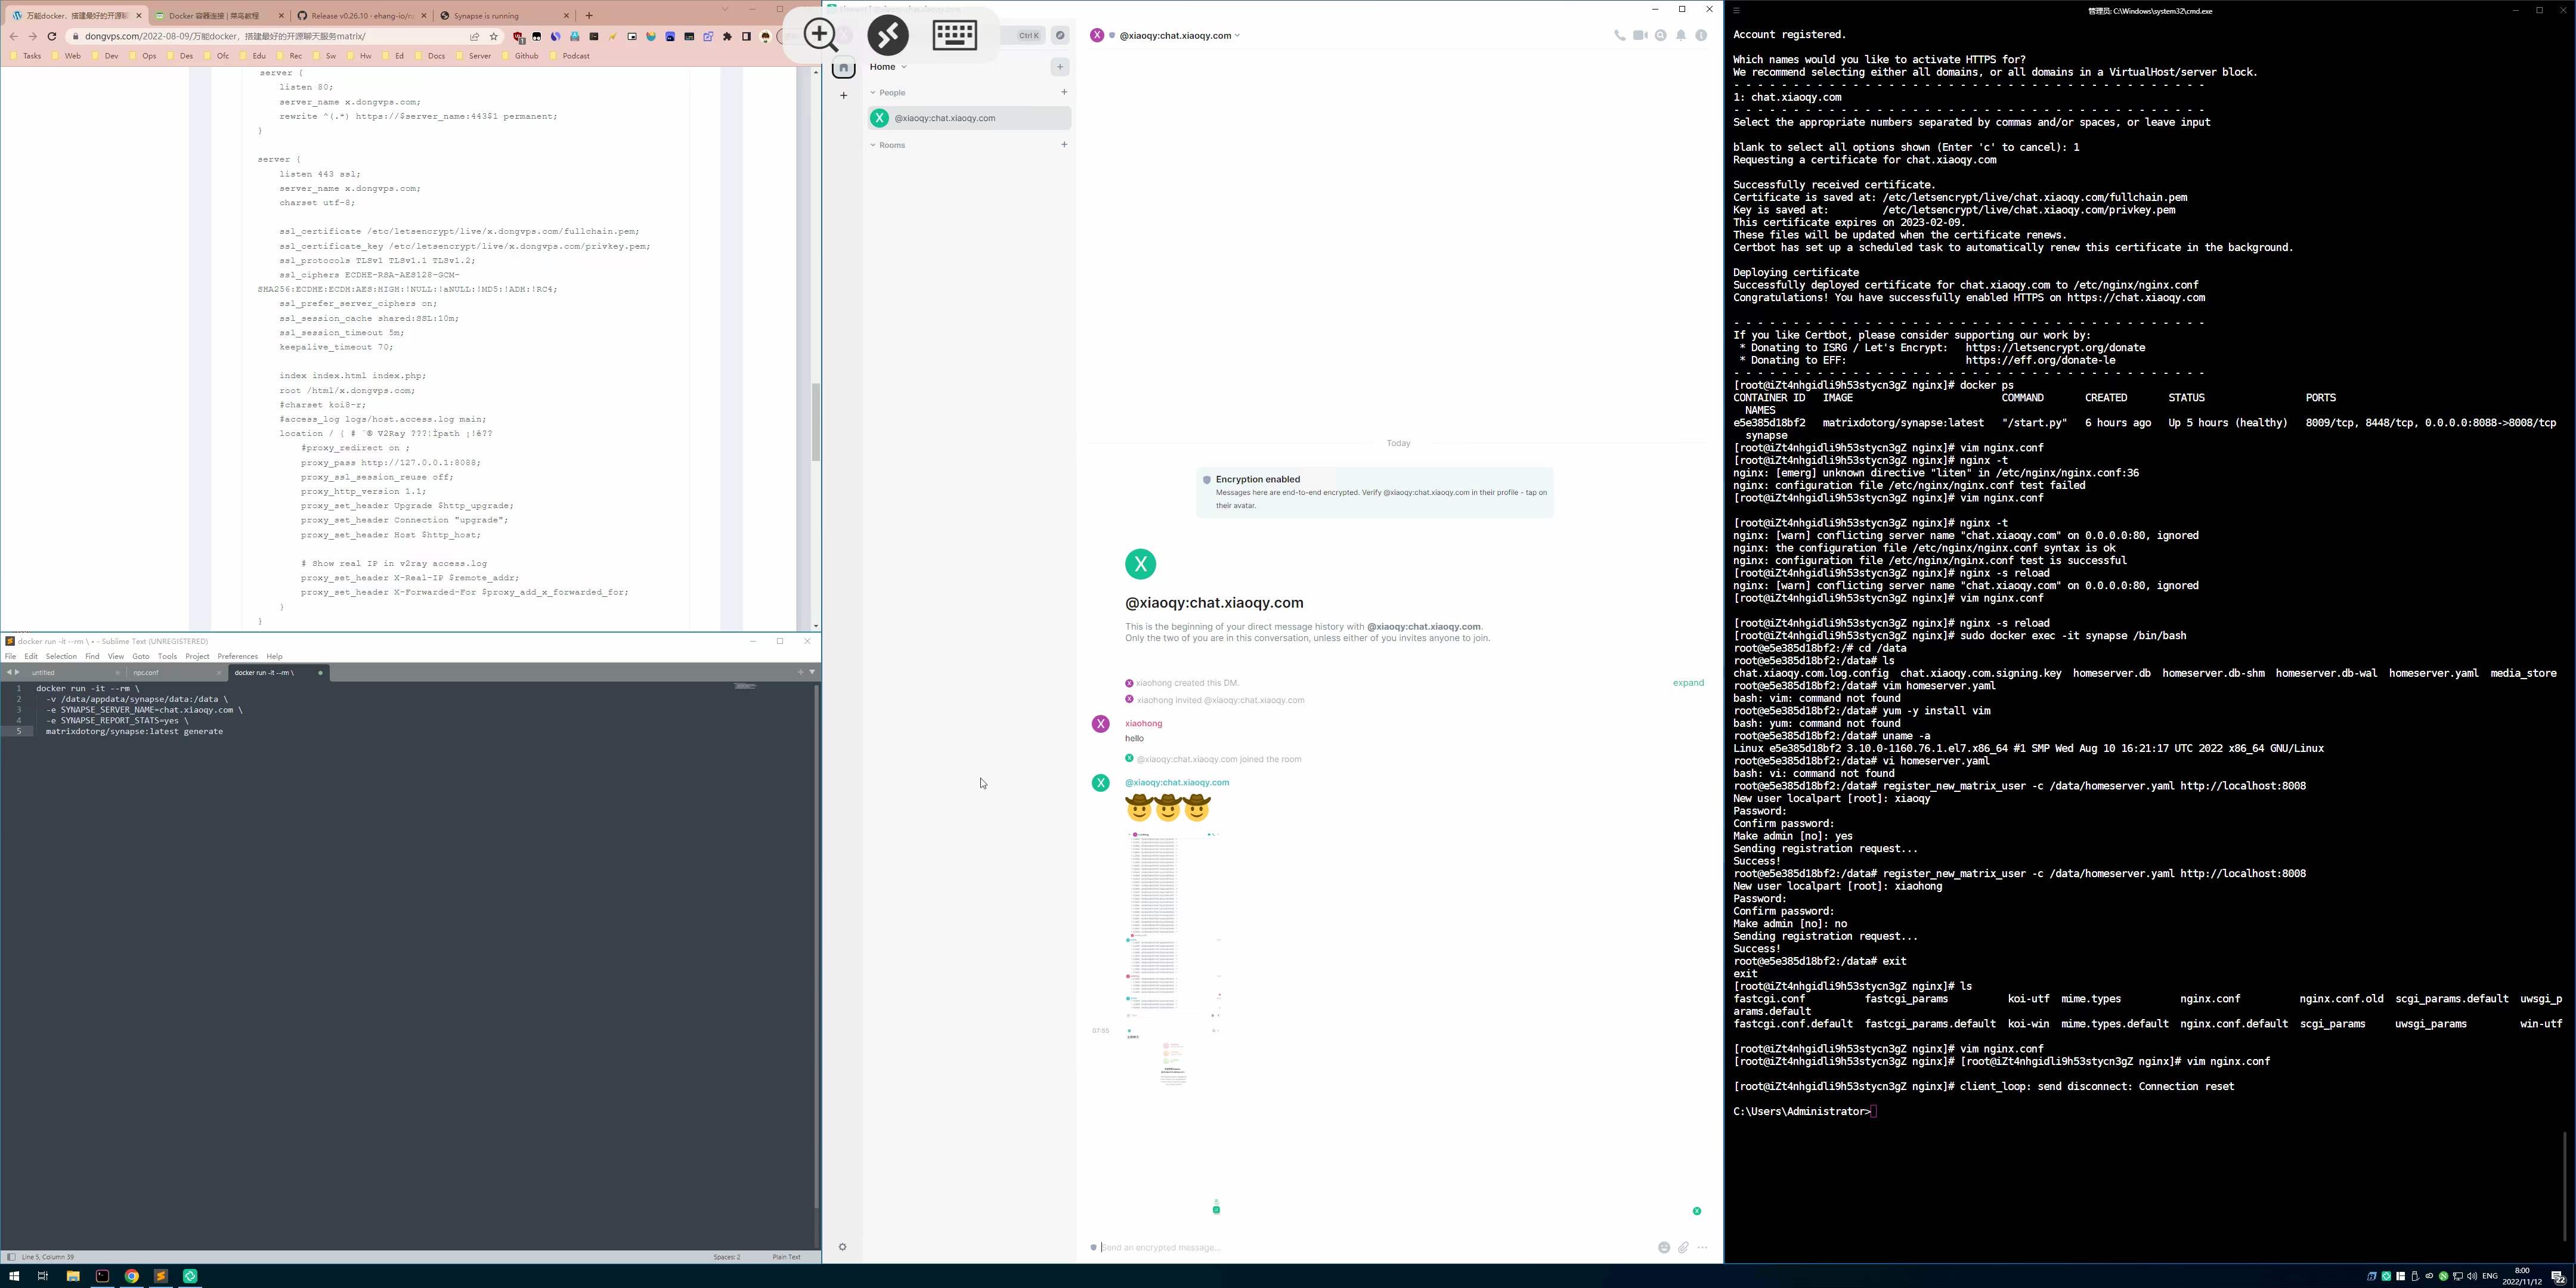 万能docker，搭建最好的开源聊天
Docker 容器连接 | 菜鸟教程
Release v0.26.10 · ehang-io/n
Synapse is running
dongvps.com/2022-08-09/万能docker，搭建最好的开源聊天服务matrix/
Tasks Web Dev Ops Des Ofc Edu Rec Sw Hw Ed Docs Server Github Podcast
server {
listen 80;
server_name x.dongvps.com;
rewrite ^(.*) https://$server_name:443$1 permanent;
}
server {
listen 443 ssl;
server_name x.dongvps.com;
charset utf-8;
ssl_certificate /etc/letsencrypt/live/x.dongvps.com/fullchain.pem;
ssl_certificate_key /etc/letsencrypt/live/x.dongvps.com/privkey.pem;
ssl_protocols TLSv1 TLSv1.1 TLSv1.2;
ssl_ciphers ECDHE-RSA-AES128-GCM-
SHA256:ECDHE:ECDH:AES:HIGH:!NULL:!aNULL:!MD5:!ADH:!RC4;
ssl_prefer_server_ciphers on;
ssl_session_cache shared:SSL:10m;
ssl_session_timeout 5m;
keepalive_timeout 70;
index index.html index.php;
root /html/x.dongvps.com;
#charset koi8-r;
#access_log logs/host.access.log main;
location / { # V2Ray
#proxy_redirect on ;
proxy_pass http://127.0.0.1:8088;
proxy_ssl_session_reuse off;
proxy_http_version 1.1;
proxy_set_header Upgrade $http_upgrade;
proxy_set_header Connection "upgrade";
proxy_set_header Host $http_host;
# Show real IP in v2ray access.log
proxy_set_header X-Real-IP $remote_addr;
proxy_set_header X-Forwarded-For $proxy_add_x_forwarded_for;
}
}
docker run -it --rm \ • - Sublime Text (UNREGISTERED)
File Edit Selection Find View Goto Tools Project Preferences Help
untitled npc.conf docker run -it --rm \
1 docker run -it --rm \
2 -v /data/appdata/synapse/data:/data \
3 -e SYNAPSE_SERVER_NAME=chat.xiaoqy.com \
4 -e SYNAPSE_REPORT_STATS=yes \
5 matrixdotorg/synapse:latest generate
Line 5, Column 39
Spaces: 2
Plain Text
Ctrl K
Home
People
X @xiaoqy:chat.xiaoqy.com
Rooms
X @xiaoqy:chat.xiaoqy.com
Today
Encryption enabled
Messages here are end-to-end encrypted. Verify @xiaoqy:chat.xiaoqy.com in their profile - tap on
their avatar.
X
@xiaoqy:chat.xiaoqy.com
This is the beginning of your direct message history with @xiaoqy:chat.xiaoqy.com.
Only the two of you are in this conversation, unless either of you invites anyone to join.
X xiaohong created this DM.
expand
X xiaohong invited @xiaoqy:chat.xiaoqy.com
X xiaohong
hello
X @xiaoqy:chat.xiaoqy.com joined the room
X @xiaoqy:chat.xiaoqy.com
🤠🤠🤠
07:55
X
Send an encrypted message…
管理员: C:\Windows\system32\cmd.exe
Account registered.
Which names would you like to activate HTTPS for?
We recommend selecting either all domains, or all domains in a VirtualHost/server block.
- - - - - - - - - - - - - - - - - - - - - - - - - - - - - - - - - - - - - - - -
1: chat.xiaoqy.com
- - - - - - - - - - - - - - - - - - - - - - - - - - - - - - - - - - - - - - - -
Select the appropriate numbers separated by commas and/or spaces, or leave input
blank to select all options shown (Enter 'c' to cancel): 1
Requesting a certificate for chat.xiaoqy.com
Successfully received certificate.
Certificate is saved at: /etc/letsencrypt/live/chat.xiaoqy.com/fullchain.pem
Key is saved at: /etc/letsencrypt/live/chat.xiaoqy.com/privkey.pem
This certificate expires on 2023-02-09.
These files will be updated when the certificate renews.
Certbot has set up a scheduled task to automatically renew this certificate in the background.
Deploying certificate
Successfully deployed certificate for chat.xiaoqy.com to /etc/nginx/nginx.conf
Congratulations! You have successfully enabled HTTPS on https://chat.xiaoqy.com
- - - - - - - - - - - - - - - - - - - - - - - - - - - - - - - - - - - - - - - -
If you like Certbot, please consider supporting our work by:
* Donating to ISRG / Let's Encrypt: https://letsencrypt.org/donate
* Donating to EFF: https://eff.org/donate-le
- - - - - - - - - - - - - - - - - - - - - - - - - - - - - - - - - - - - - - - -
[root@iZt4nhgidli9h53stycn3gZ nginx]# docker ps
CONTAINER ID IMAGE COMMAND CREATED STATUS PORTS
NAMES
e5e385d18bf2 matrixdotorg/synapse:latest "/start.py" 6 hours ago Up 5 hours (healthy) 8009/tcp, 8448/tcp, 0.0.0.0:8088->8008/tcp
synapse
[root@iZt4nhgidli9h53stycn3gZ nginx]# vim nginx.conf
[root@iZt4nhgidli9h53stycn3gZ nginx]# nginx -t
nginx: [emerg] unknown directive "liten" in /etc/nginx/nginx.conf:36
nginx: configuration file /etc/nginx/nginx.conf test failed
[root@iZt4nhgidli9h53stycn3gZ nginx]# vim nginx.conf
[root@iZt4nhgidli9h53stycn3gZ nginx]# nginx -t
nginx: [warn] conflicting server name "chat.xiaoqy.com" on 0.0.0.0:80, ignored
nginx: the configuration file /etc/nginx/nginx.conf syntax is ok
nginx: configuration file /etc/nginx/nginx.conf test is successful
[root@iZt4nhgidli9h53stycn3gZ nginx]# nginx -s reload
nginx: [warn] conflicting server name "chat.xiaoqy.com" on 0.0.0.0:80, ignored
[root@iZt4nhgidli9h53stycn3gZ nginx]# vim nginx.conf
[root@iZt4nhgidli9h53stycn3gZ nginx]# nginx -s reload
[root@iZt4nhgidli9h53stycn3gZ nginx]# sudo docker exec -it synapse /bin/bash
root@e5e385d18bf2:/# cd /data
root@e5e385d18bf2:/data# ls
chat.xiaoqy.com.log.config chat.xiaoqy.com.signing.key homeserver.db homeserver.db-shm homeserver.db-wal homeserver.yaml media_store
root@e5e385d18bf2:/data# vim homeserver.yaml
bash: vim: command not found
root@e5e385d18bf2:/data# yum -y install vim
bash: yum: command not found
root@e5e385d18bf2:/data# uname -a
Linux e5e385d18bf2 3.10.0-1160.76.1.el7.x86_64 #1 SMP Wed Aug 10 16:21:17 UTC 2022 x86_64 GNU/Linux
root@e5e385d18bf2:/data# vi homeserver.yaml
bash: vi: command not found
root@e5e385d18bf2:/data# register_new_matrix_user -c /data/homeserver.yaml http://localhost:8008
New user localpart [root]: xiaoqy
Password:
Confirm password:
Make admin [no]: yes
Sending registration request...
Success!
root@e5e385d18bf2:/data# register_new_matrix_user -c /data/homeserver.yaml http://localhost:8008
New user localpart [root]: xiaohong
Password:
Confirm password:
Make admin [no]: no
Sending registration request...
Success!
root@e5e385d18bf2:/data# exit
exit
[root@iZt4nhgidli9h53stycn3gZ nginx]# ls
fastcgi.conf fastcgi_params koi-utf mime.types nginx.conf nginx.conf.old scgi_params.default uwsgi_p
arams.default
fastcgi.conf.default fastcgi_params.default koi-win mime.types.default nginx.conf.default scgi_params uwsgi_params win-utf
[root@iZt4nhgidli9h53stycn3gZ nginx]# vim nginx.conf
[root@iZt4nhgidli9h53stycn3gZ nginx]# [root@iZt4nhgidli9h53stycn3gZ nginx]# vim nginx.conf
[root@iZt4nhgidli9h53stycn3gZ nginx]# client_loop: send disconnect: Connection reset
C:\Users\Administrator>
ENG
8:00
2022/11/12
22